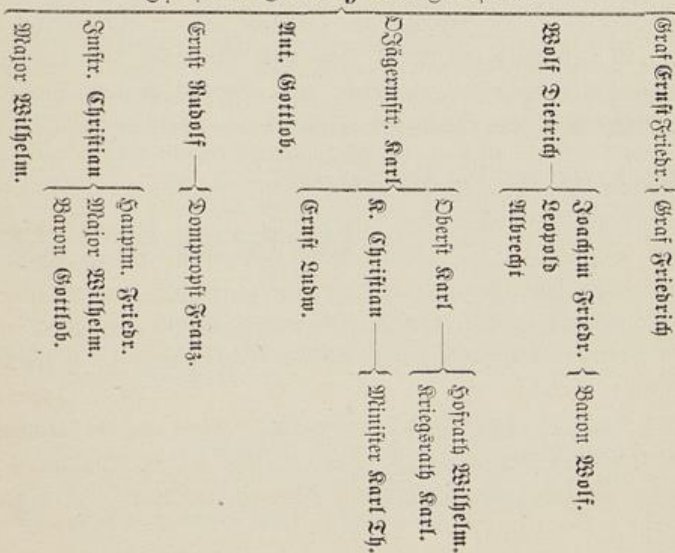 Graf Ernst Friedr. Graf Friedrich
Wolf Dietrich — Joachim Friedr. Baron Wolf.
Leopold
Albrecht
OJägermstr. Karl Oberst Karl — Hofrath Wilhelm.
Kriegsrath Karl.
K. Christian — Minister Karl Th.
Ernst Ludw.
Ant. Gottlob.
Ernst Rudolf — Dompropst Franz.
Jmstr. Christian Hauptm. Friedr.
Major Wilhelm.
Baron Gottlob.
Major Wilhelm.